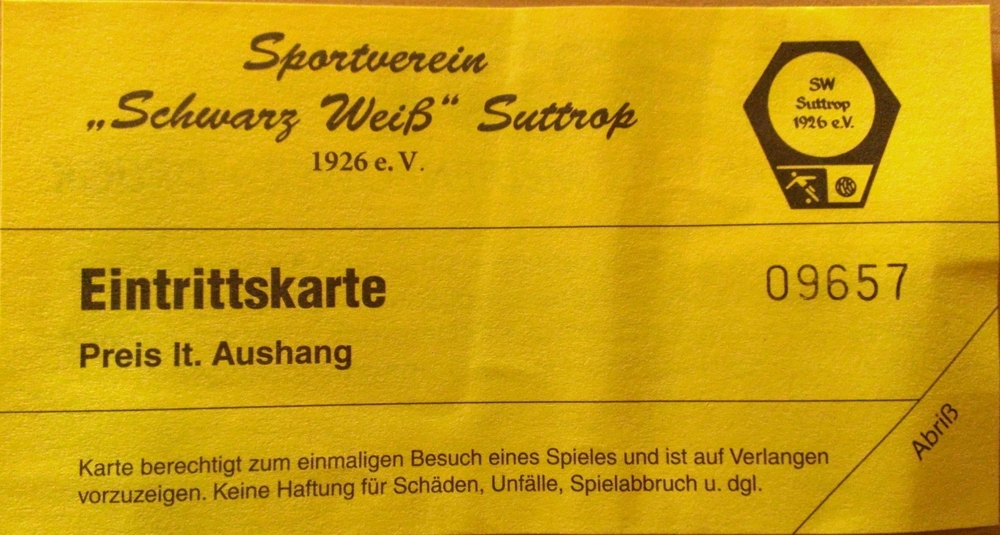 Sportverein
„Schwarz Weiß“ Suttrop
1926 e. V.
SW
Suttrop
1926 e.V.
Eintrittskarte
09657
Preis lt. Aushang
Karte berechtigt zum einmaligen Besuch eines Spieles und ist auf Verlangen
vorzuzeigen. Keine Haftung für Schäden, Unfälle, Spielabbruch u. dgl.
Abriß